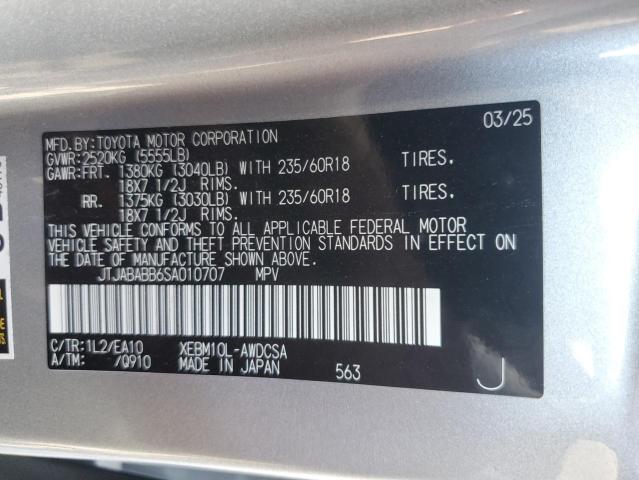 03/25
MFD.BY:TOYOTA MOTOR CORPORATION
GVWR:2520KG (5555LB)
GAWR:FRT. 1380KG (3040LB) WITH 235/60R18 TIRES.
18X7 1/2J RIMS.
RR. 1375KG (3030LB) WITH 235/60R18 TIRES.
18X7 1/2J RIMS.
THIS VEHICLE CONFORMS TO ALL APPLICABLE FEDERAL MOTOR
VEHICLE SAFETY AND THEFT PREVENTION STANDARDS IN EFFECT ON
THE DATE OF MANUFACTURE SHOWN ABOVE.
JTJABABB6SA010707 MPV
C/TR:1L2/EA10 XEBM10L-AWDCSA
A/TM: /Q910 MADE IN JAPAN 563
J